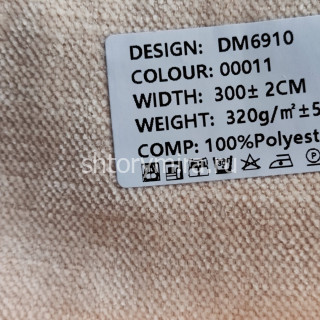 DESIGN: DM6910
COLOUR: 00011
WIDTH: 300± 2CM
WEIGHT: 320g/㎡±5
COMP: 100%Polyest